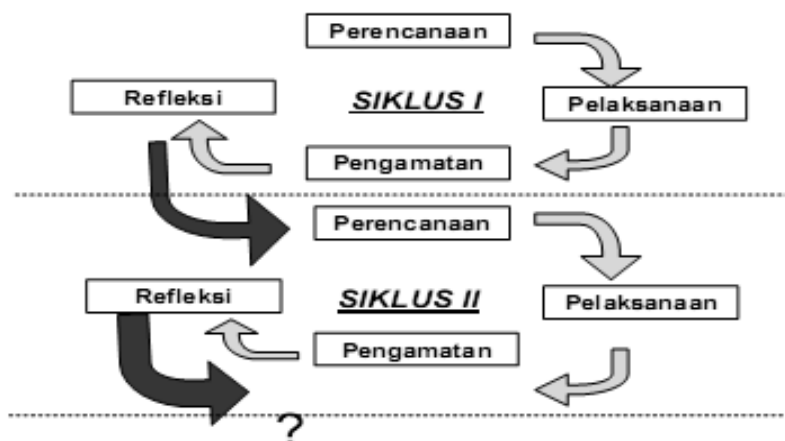 Perencanaan
Refleksi
SIKLUS I
Pelaksanaan
Pengamatan
Perencanaan
Refleksi
SIKLUS II
Pelaksanaan
Pengamatan
?